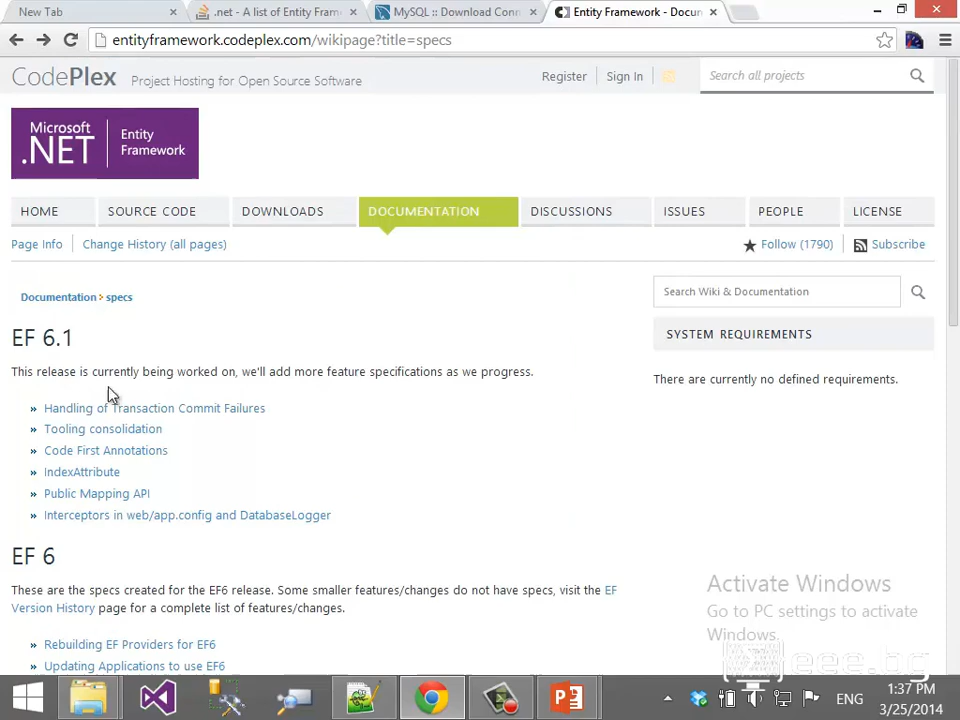 New Tab
.net - A list of Entity Fram
MySQL :: Download Conn
Entity Framework - Docun
entityframework.codeplex.com/wikipage?title=specs
CodePlex Project Hosting for Open Source Software
Register Sign In
Search all projects
Microsoft .NET Entity Framework
HOME SOURCE CODE DOWNLOADS DOCUMENTATION DISCUSSIONS ISSUES PEOPLE LICENSE
Page Info Change History (all pages) Follow (1790) Subscribe
Documentation specs
Search Wiki & Documentation
EF 6.1
SYSTEM REQUIREMENTS
This release is currently being worked on, we'll add more feature specifications as we progress.
There are currently no defined requirements.
» Handling of Transaction Commit Failures
» Tooling consolidation
» Code First Annotations
» IndexAttribute
» Public Mapping API
» Interceptors in web/app.config and DatabaseLogger
EF 6
These are the specs created for the EF6 release. Some smaller features/changes do not have specs, visit the EF
Version History page for a complete list of features/changes.
» Rebuilding EF Providers for EF6
» Updating Applications to use EF6
Activate Windows
Go to PC settings to activate
Windows.
eee.bg
ENG
1:37 PM
3/25/2014